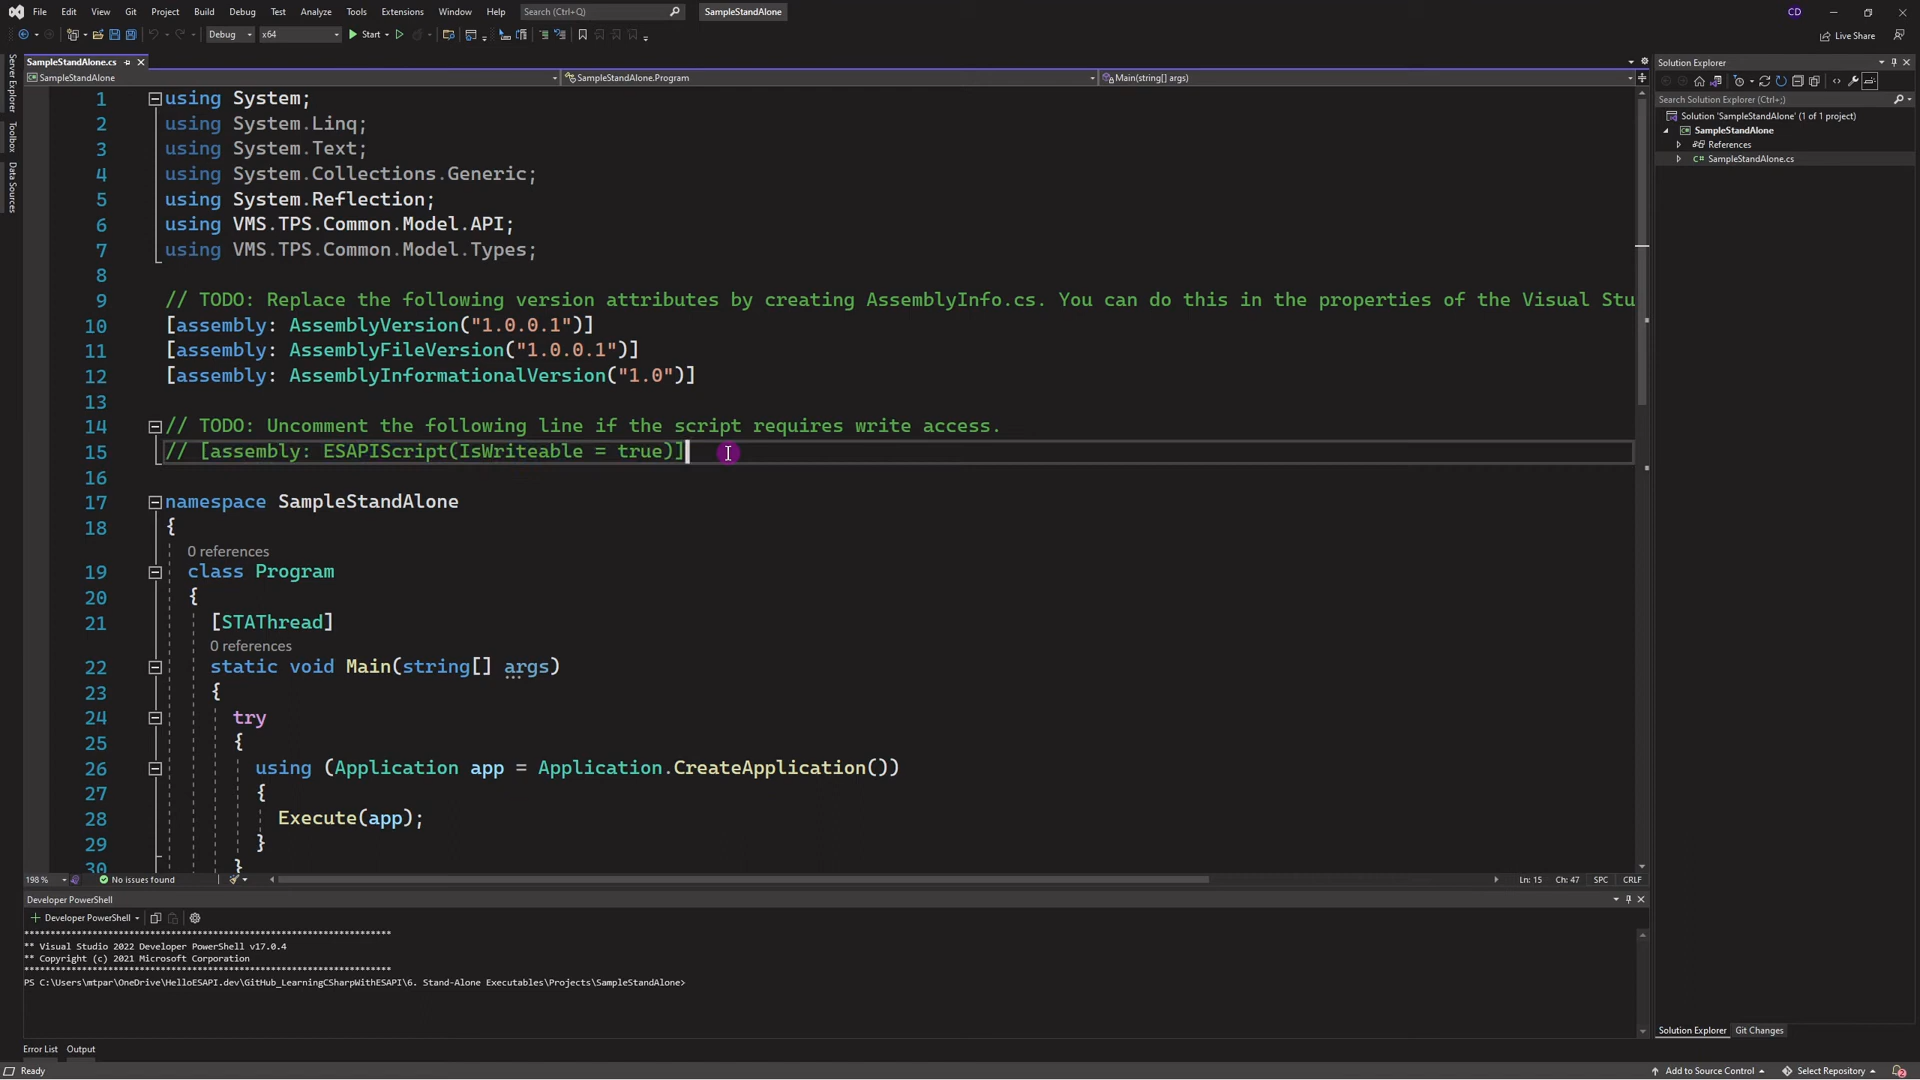 File Edit View Git Project Build Debug Test Analyze Tools Extensions Window Help Search (Ctrl+Q) SampleStandAlone CD
Debug x64 Start Live Share
SampleStandAlone.cs
SampleStandAlone SampleStandAlone.Program Main(string[] args)
Server Explorer
Toolbox
Data Sources
1 using System;
2 using System.Linq;
3 using System.Text;
4 using System.Collections.Generic;
5 using System.Reflection;
6 using VMS.TPS.Common.Model.API;
7 using VMS.TPS.Common.Model.Types;
8
9 // TODO: Replace the following version attributes by creating AssemblyInfo.cs. You can do this in the properties of the Visual Stu
10 [assembly: AssemblyVersion("1.0.0.1")]
11 [assembly: AssemblyFileVersion("1.0.0.1")]
12 [assembly: AssemblyInformationalVersion("1.0")]
13
14 // TODO: Uncomment the following line if the script requires write access.
15 // [assembly: ESAPIScript(IsWriteable = true)]
16
17 namespace SampleStandAlone
18 {
0 references
19 class Program
20 {
21 [STAThread]
0 references
22 static void Main(string[] args)
23 {
24 try
25 {
26 using (Application app = Application.CreateApplication())
27 {
28 Execute(app);
29 }
30 }
198 % No issues found Ln: 15 Ch: 47 SPC CRLF
Developer PowerShell
Developer PowerShell
**********************************************************************
** Visual Studio 2022 Developer PowerShell v17.0.4
** Copyright (c) 2021 Microsoft Corporation
**********************************************************************
PS C:\Users\mtpar\OneDrive\HelloESAPI.dev\GitHub_LearningCSharpWithESAPI\6. Stand-Alone Executables\Projects\SampleStandAlone>
Error List Output
Ready
Solution Explorer
Search Solution Explorer (Ctrl+;)
Solution 'SampleStandAlone' (1 of 1 project)
SampleStandAlone
References
C# SampleStandAlone.cs
Solution Explorer Git Changes
Add to Source Control Select Repository 2